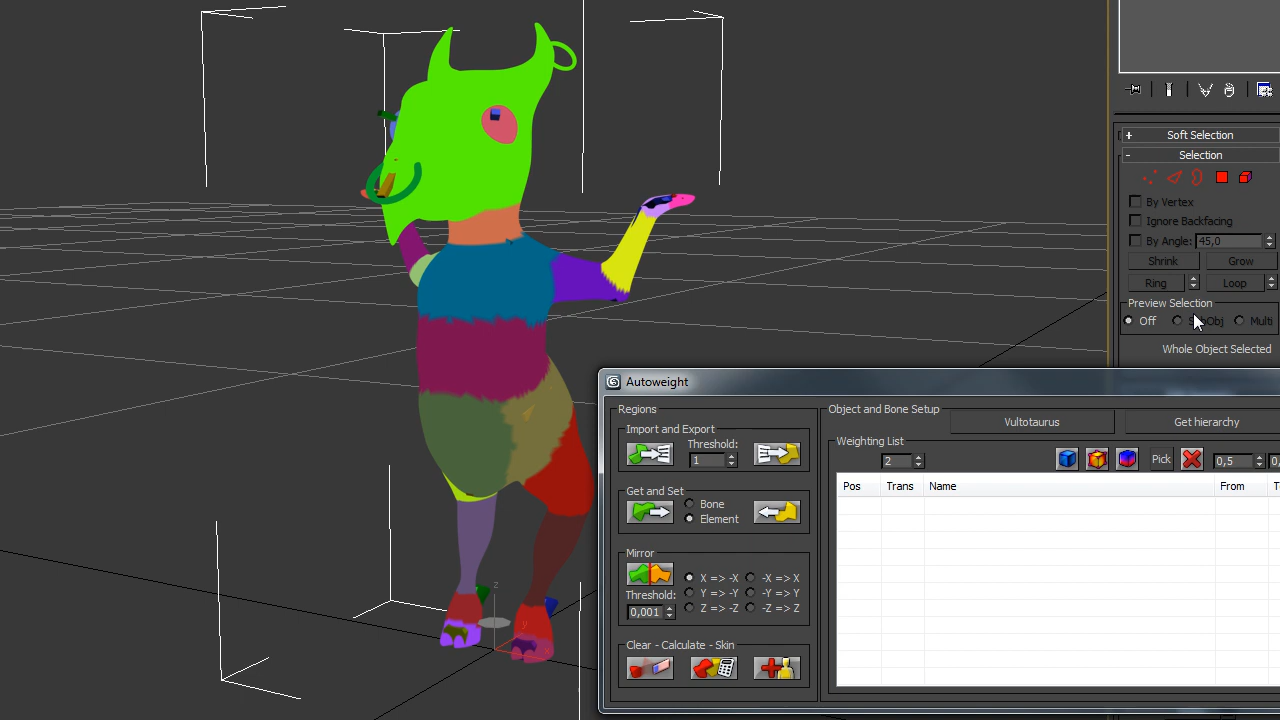 + Soft Selection
- Selection
By Vertex
Ignore Backfacing
By Angle: 45,0
Shrink Grow
Ring Loop
Preview Selection
Off Obj Multi
Whole Object Selected
Autoweight
Regions
Import and Export
Threshold:
1
Get and Set
Bone
Element
Mirror
X => -X -X => X
Threshold:
Y => -Y -Y => Y
0,001
Z => -Z -Z => Z
Clear - Calculate - Skin
Object and Bone Setup
Vultotaurus Get hierarchy
Weighting List
2 Pick 0,5
Pos Trans Name From
z
y
x